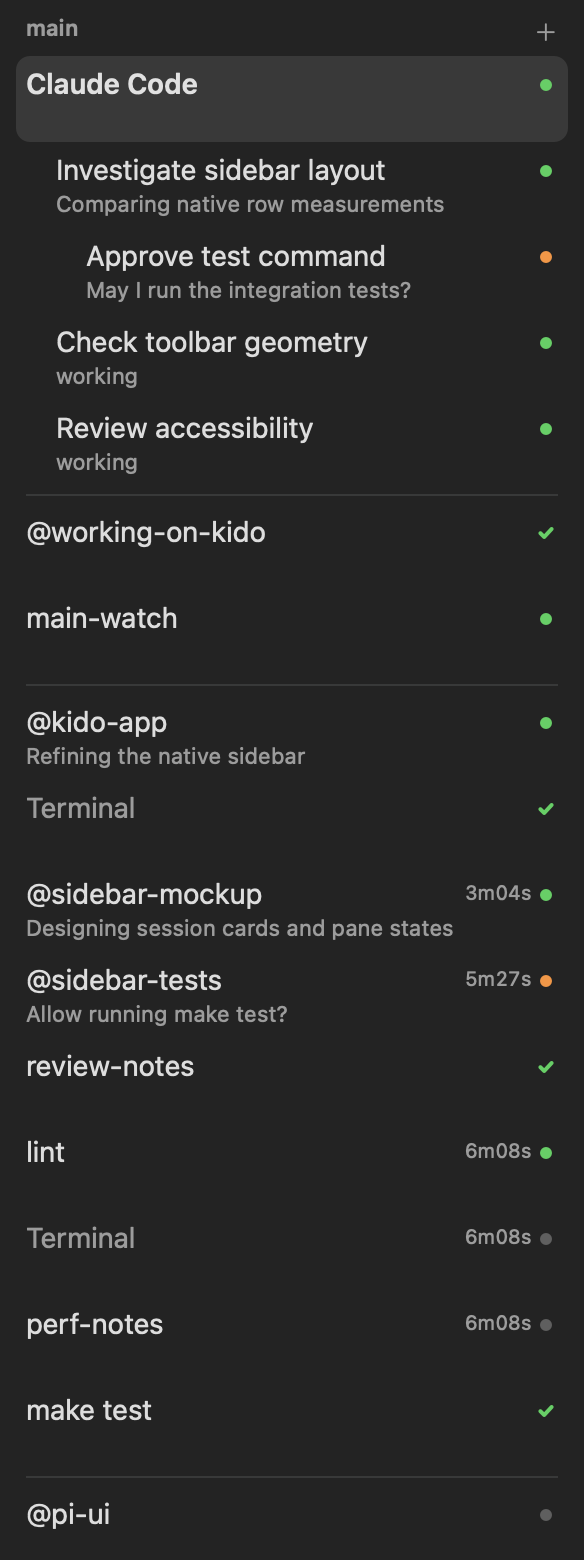 main
Claude Code
Investigate sidebar layout
Comparing native row measurements
Approve test command
May I run the integration tests?
Check toolbar geometry
working
Review accessibility
working
@working-on-kido
main-watch
@kido-app
Refining the native sidebar
Terminal
@sidebar-mockup 3m04s
Designing session cards and pane states
@sidebar-tests 5m27s
Allow running make test?
review-notes
lint 6m08s
Terminal 6m08s
perf-notes 6m08s
make test
@pi-ui